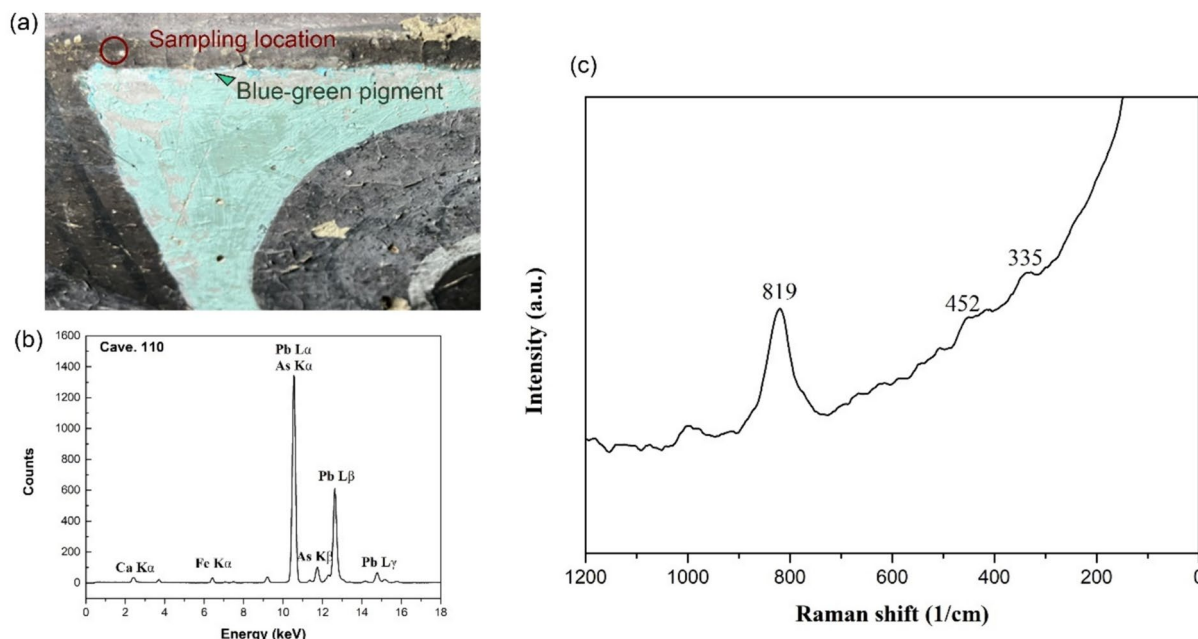 (a)
Sampling location
Blue-green pigment
(b)
Cave. 110
Pb Lα
As Kα
Pb Lβ
As Kβ
Pb Lγ
Ca Kα
Fe Kα
1600
1400
1200
1000
800
600
400
200
0
Counts
0 2 4 6 8 10 12 14 16 18
Energy (keV)
(c)
819
452
335
Intensity (a.u.)
1200 1000 800 600 400 200 0
Raman shift (1/cm)